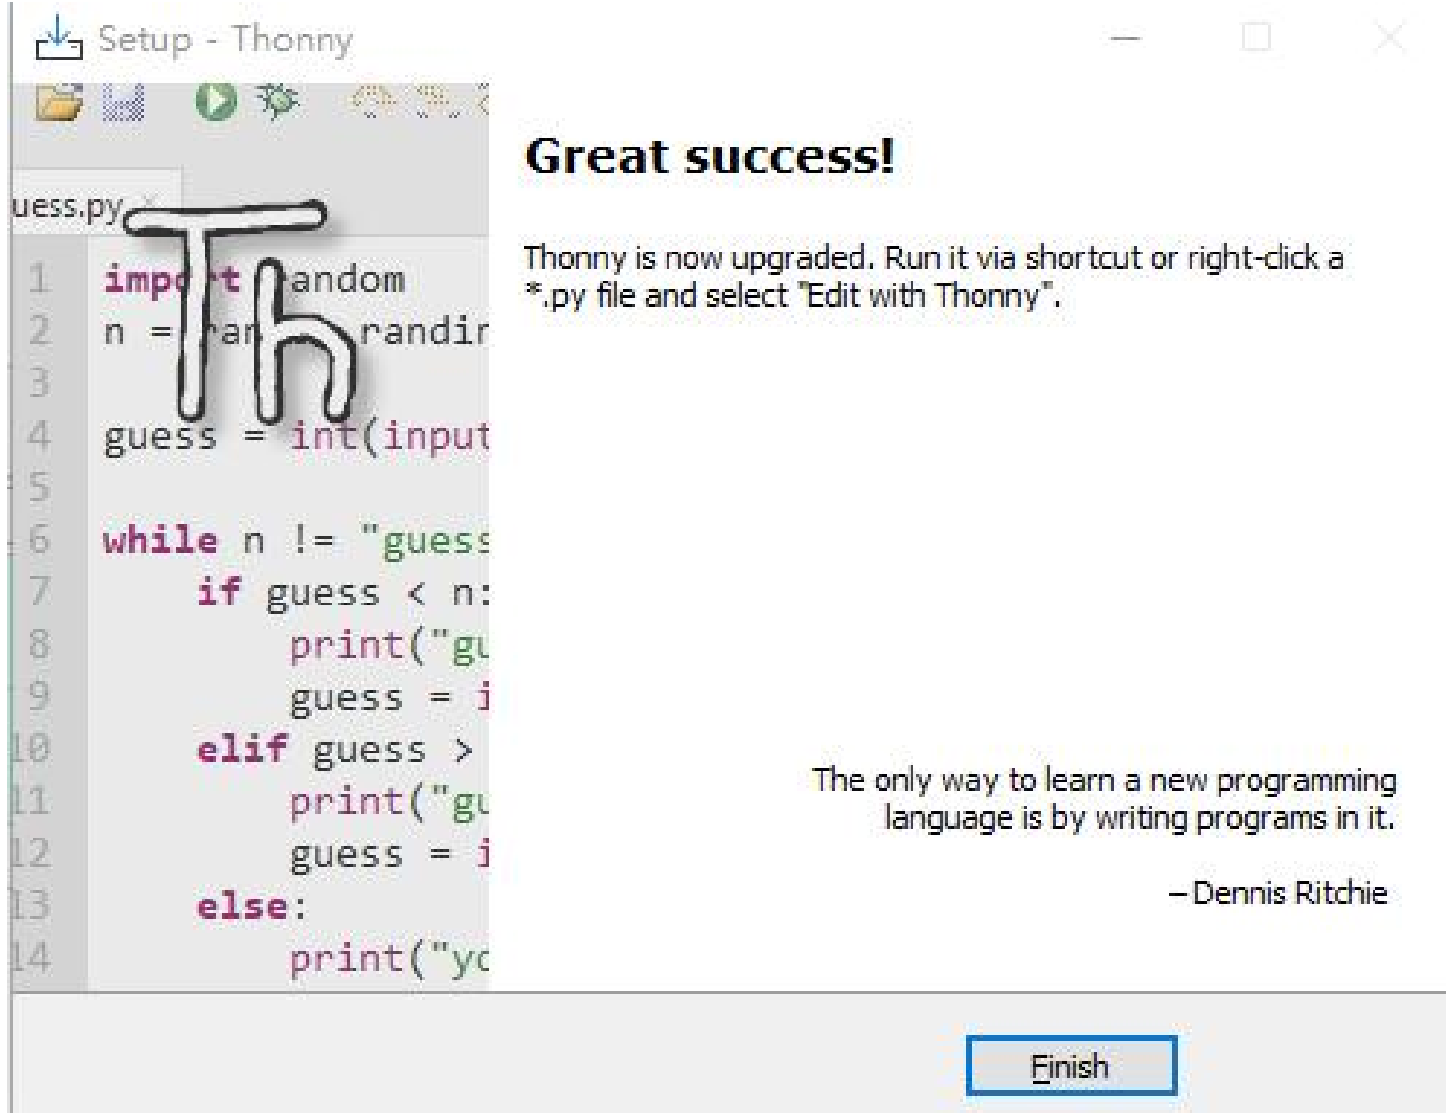 Setup - Thonny
uess.py
Th
1 import random
2 n = ran randin
3
4 guess = int(input
5
6 while n != "guess
7 if guess < n:
8 print("gu
9 guess = i
10 elif guess >
11 print("gu
12 guess = i
13 else:
14 print("yo
Great success!
Thonny is now upgraded. Run it via shortcut or right-click a
*.py file and select "Edit with Thonny".
The only way to learn a new programming
language is by writing programs in it.
– Dennis Ritchie
Finish